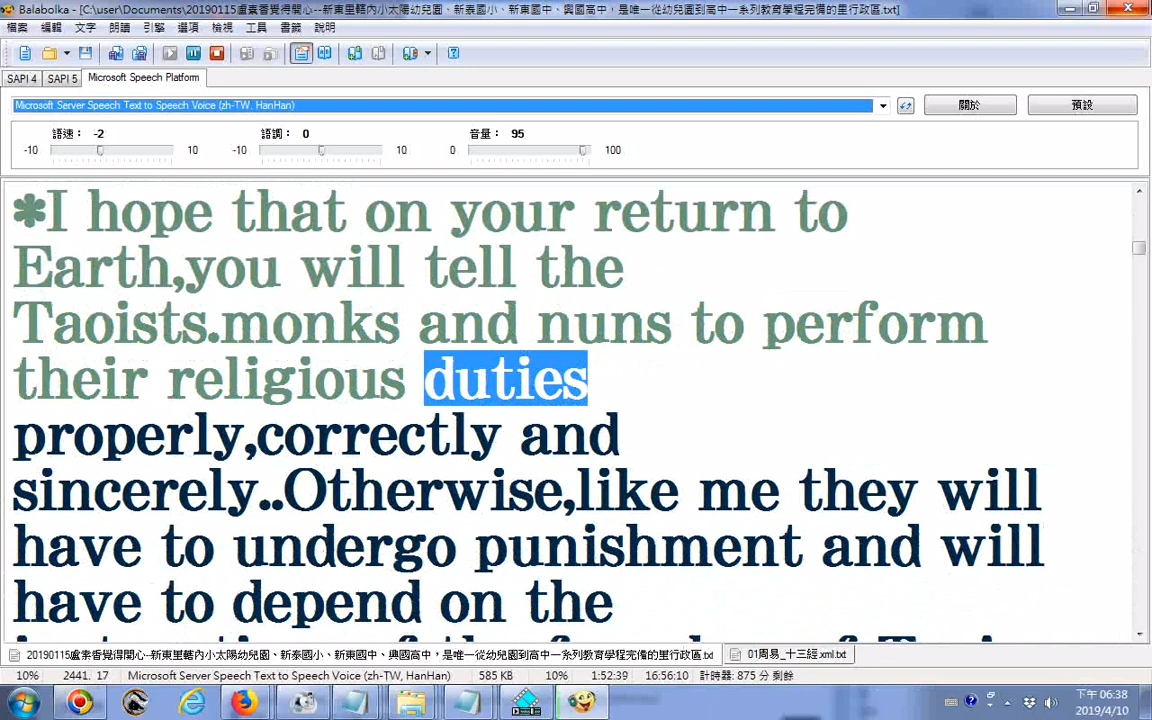 Balabolka - [C:\user\Documents\20190115盧素香覺得開心--新東里轄內小太陽幼兒園、新泰國小、新東國中、興國高中，是唯一從幼兒園到高中一系列教育學程完備的里行政區.txt]
檔案 編輯 文字 朗讀 引擎 選項 檢視 工具 書籤 說明
SAPI 4 SAPI 5 Microsoft Speech Platform
Microsoft Server Speech Text to Speech Voice (zh-TW, HanHan) 關於 預設
語速： -2 語調： 0 音量： 95
-10 10 -10 10 0 100
*I hope that on your return to
Earth,you will tell the
Taoists.monks and nuns to perform
their religious duties
properly,correctly and
sincerely..Otherwise,like me they will
have to undergo punishment and will
have to depend on the
20190115盧素香覺得開心--新東里轄內小太陽幼兒園、新泰國小、新東國中、興國高中，是唯一從幼兒園到高中一系列教育學程完備的里行政區.txt 01周易_十三經.xml.txt
10% 2441. 17 Microsoft Server Speech Text to Speech Voice (zh-TW, HanHan) 585 KB 10% 1:52:39 16:56:10 計時器： 875 分 剩餘
下午 06:38
2019/4/10